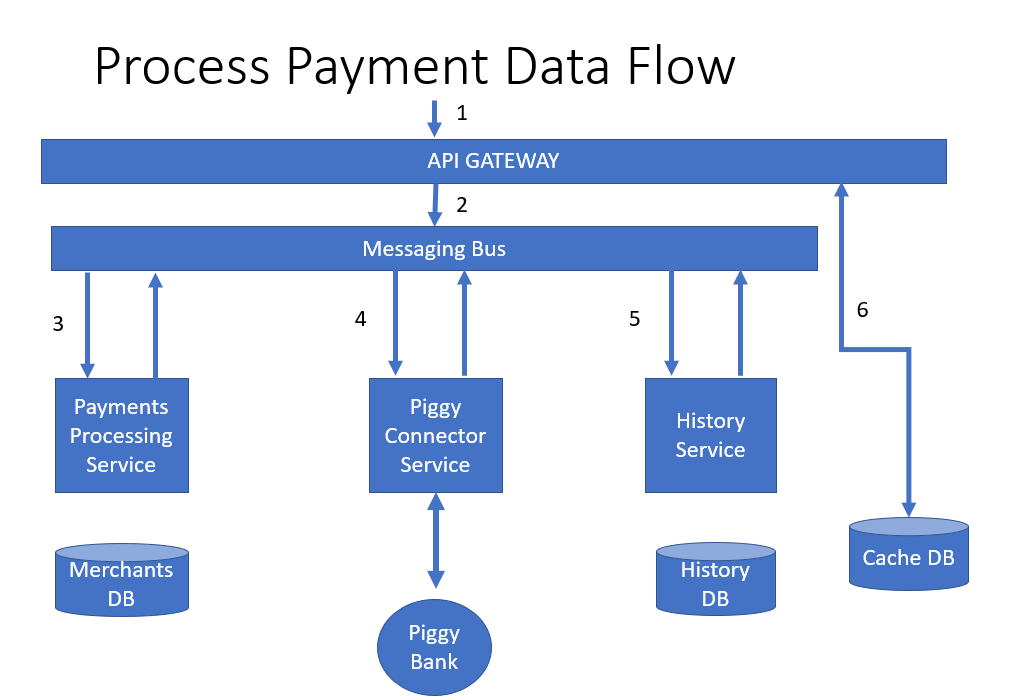 Process Payment Data Flow
1
API GATEWAY
2
Messaging Bus
3
4
5
6
Payments
Processing
Service
Piggy
Connector
Service
History
Service
Merchants
DB
Piggy
Bank
History
DB
Cache DB